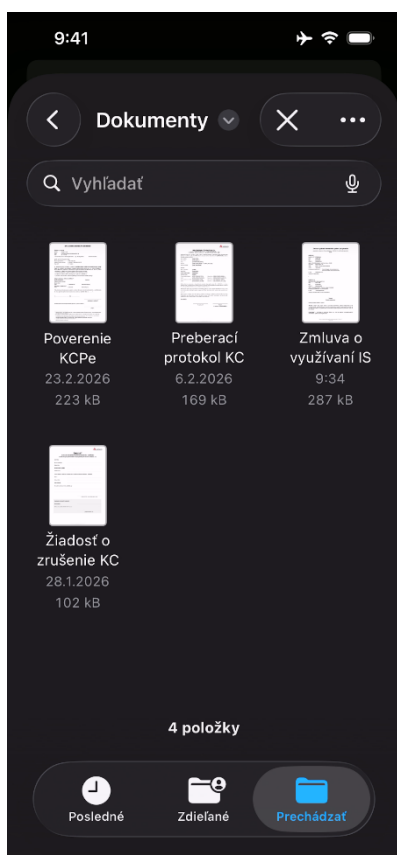 9:41
Dokumenty
Vyhľadať
Poverenie
KCPe
23.2.2026
223 kB
Preberací
protokol KC
6.2.2026
169 kB
Zmluva o
využívaní IS
9:34
287 kB
Žiadosť o
zrušenie KC
28.1.2026
102 kB
4 položky
Posledné
Zdieľané
Prechádzať